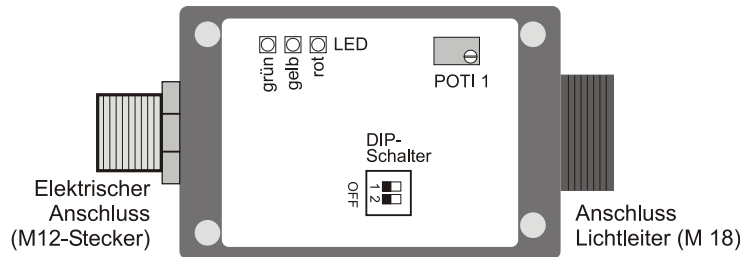 LED
grün
gelb
rot
POTI 1
DIP-
Schalter
OFF
1
2
Elektrischer
Anschluss
(M12-Stecker)
Anschluss
Lichtleiter (M 18)